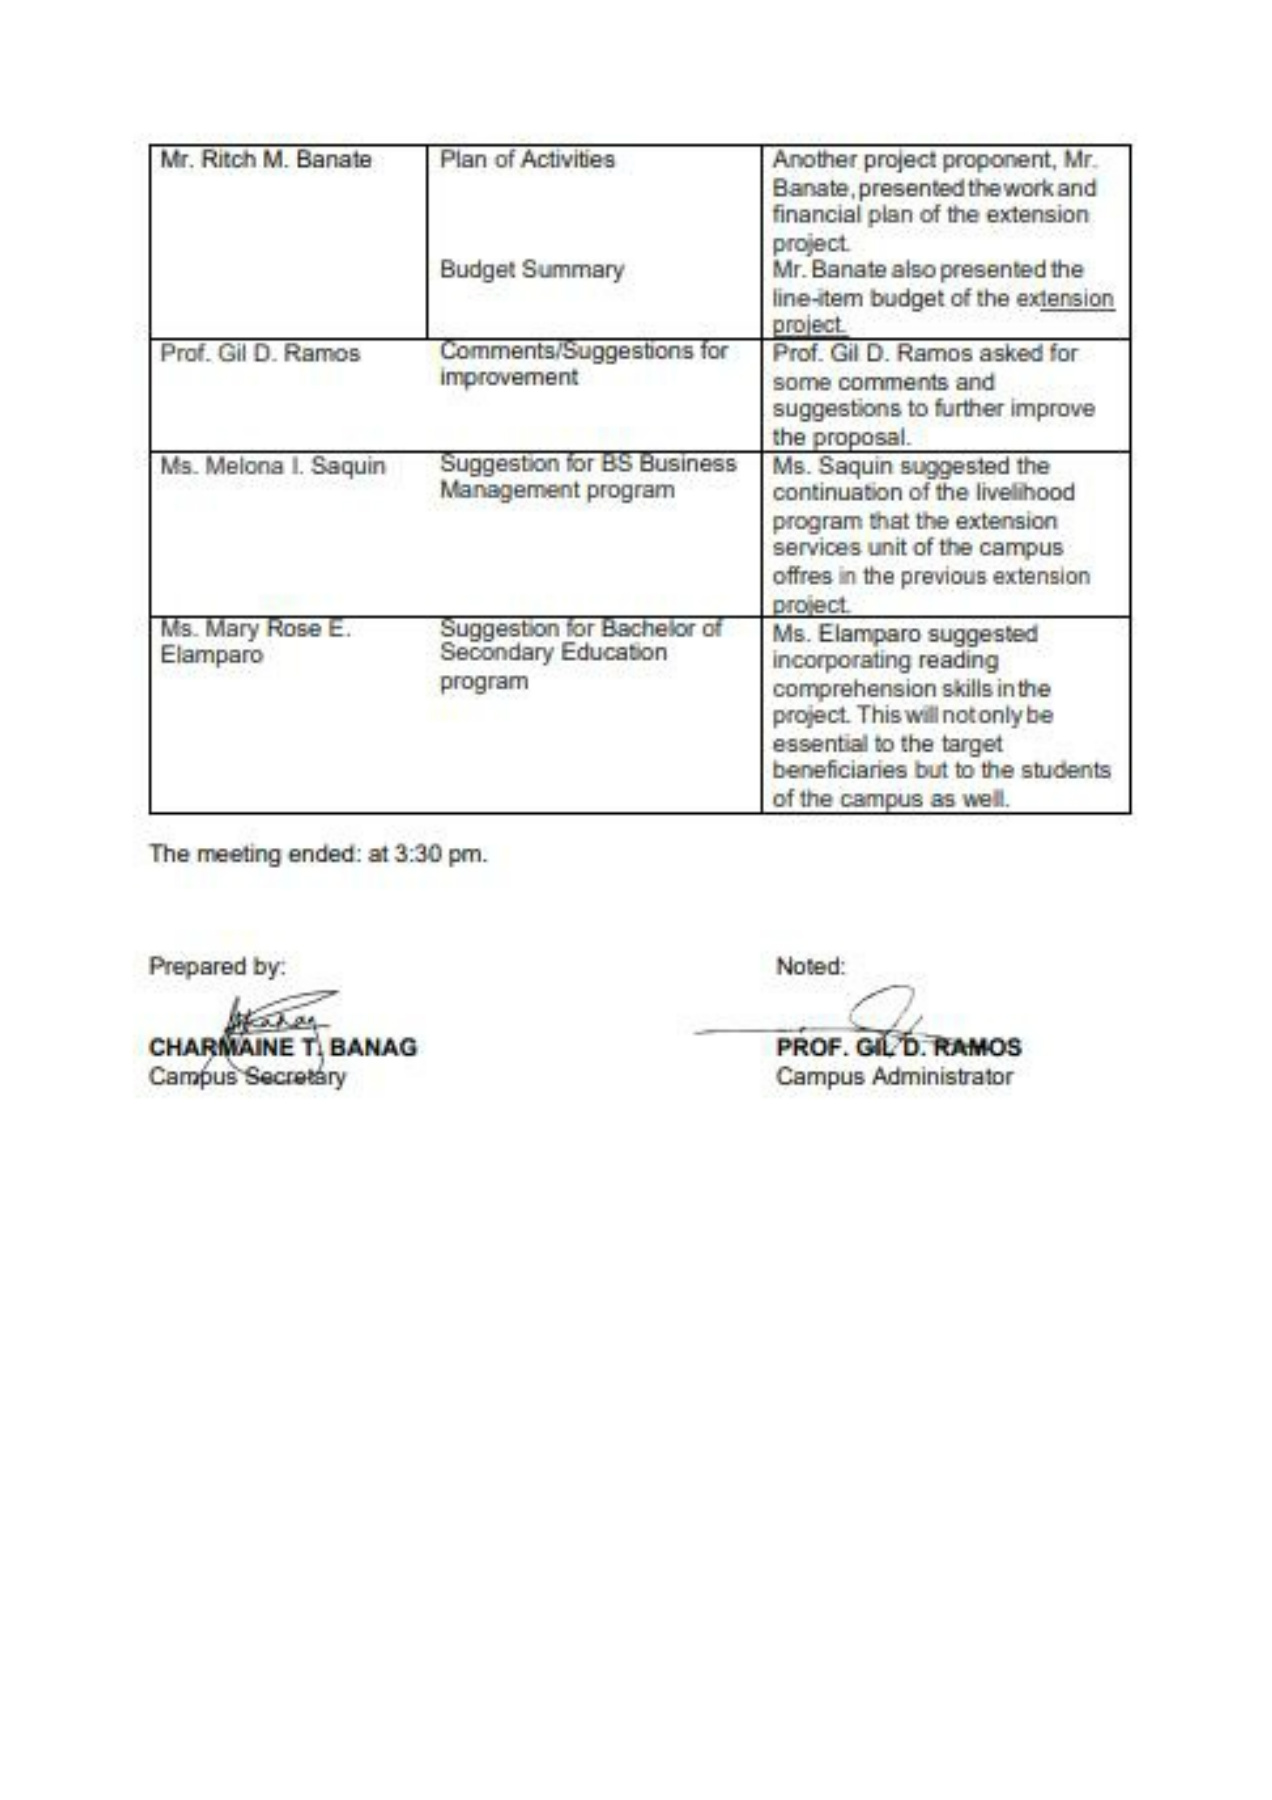 Mr. Ritch M. Banate
Plan of Activities
Another project proponent, Mr.
Banate, presented the work and
financial plan of the extension
project.
Budget Summary
Mr. Banate also presented the
line-item budget of the extension
project.
Prof. Gil D. Ramos
Comments/Suggestions for
improvement
Prof. Gil D. Ramos asked for
some comments and
suggestions to further improve
the proposal.
Ms. Melona I. Saquin
Suggestion for BS Business
Management program
Ms. Saquin suggested the
continuation of the livelihood
program that the extension
services unit of the campus
offres in the previous extension
project.
Ms. Mary Rose E.
Elamparo
Suggestion for Bachelor of
Secondary Education
program
Ms. Elamparo suggested
incorporating reading
comprehension skills in the
project. This will not only be
essential to the target
beneficiaries but to the students
of the campus as well.
The meeting ended: at 3:30 pm.
Prepared by:
CHARMAINE T. BANAG
Campus Secretary
Noted:
PROF. GIL D. RAMOS
Campus Administrator